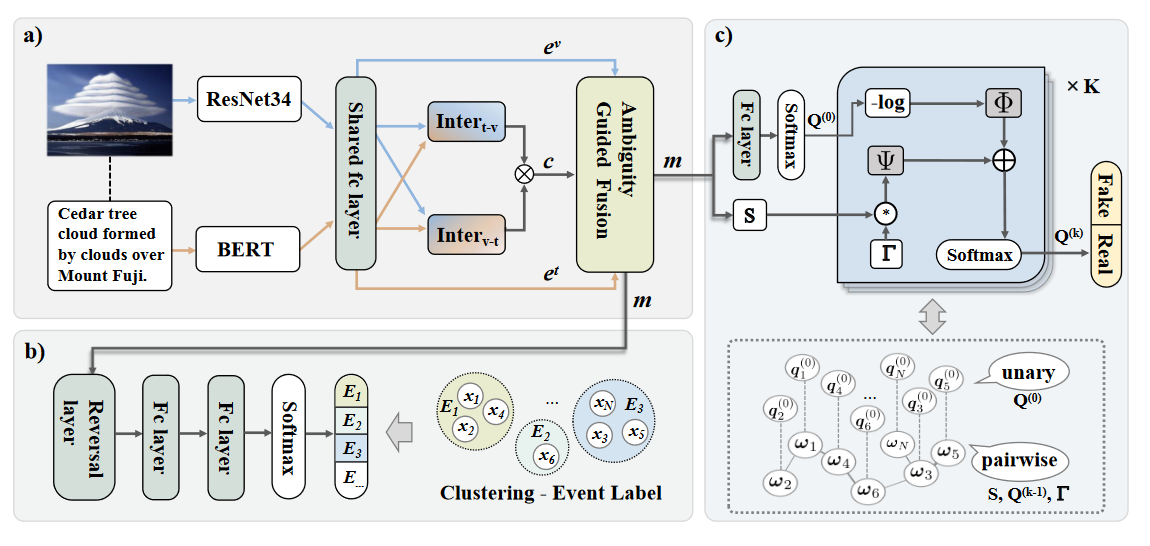 a)
ResNet34
Cedar tree
cloud formed
by clouds over
Mount Fuji.
BERT
Shared fc layer
Inter_{t-v}
Inter_{v-t}
e^v
c
e^t
Ambiguity
Guided Fusion
m
m
b)
Reversal
layer
Fc layer
Fc layer
Softmax
E_1
E_2
E_3
E_{...}
E_1
x_1
x_2
x_4
...
E_2
x_6
x_N
E_3
x_3
x_5
Clustering - Event Label
c)
Fc layer
Softmax
Q^{(0)}
S
-log
Φ
Ψ
*
Γ
Softmax
× K
Q^{(k)}
Fake
Real
q_1^{(0)}
q_2^{(0)}
q_4^{(0)}
...
q_6^{(0)}
q_N^{(0)}
q_3^{(0)}
q_5^{(0)}
ω_1
ω_2
ω_4
ω_6
ω_N
ω_3
ω_5
unary
Q^{(0)}
pairwise
S, Q^{(k-1)}, Γ